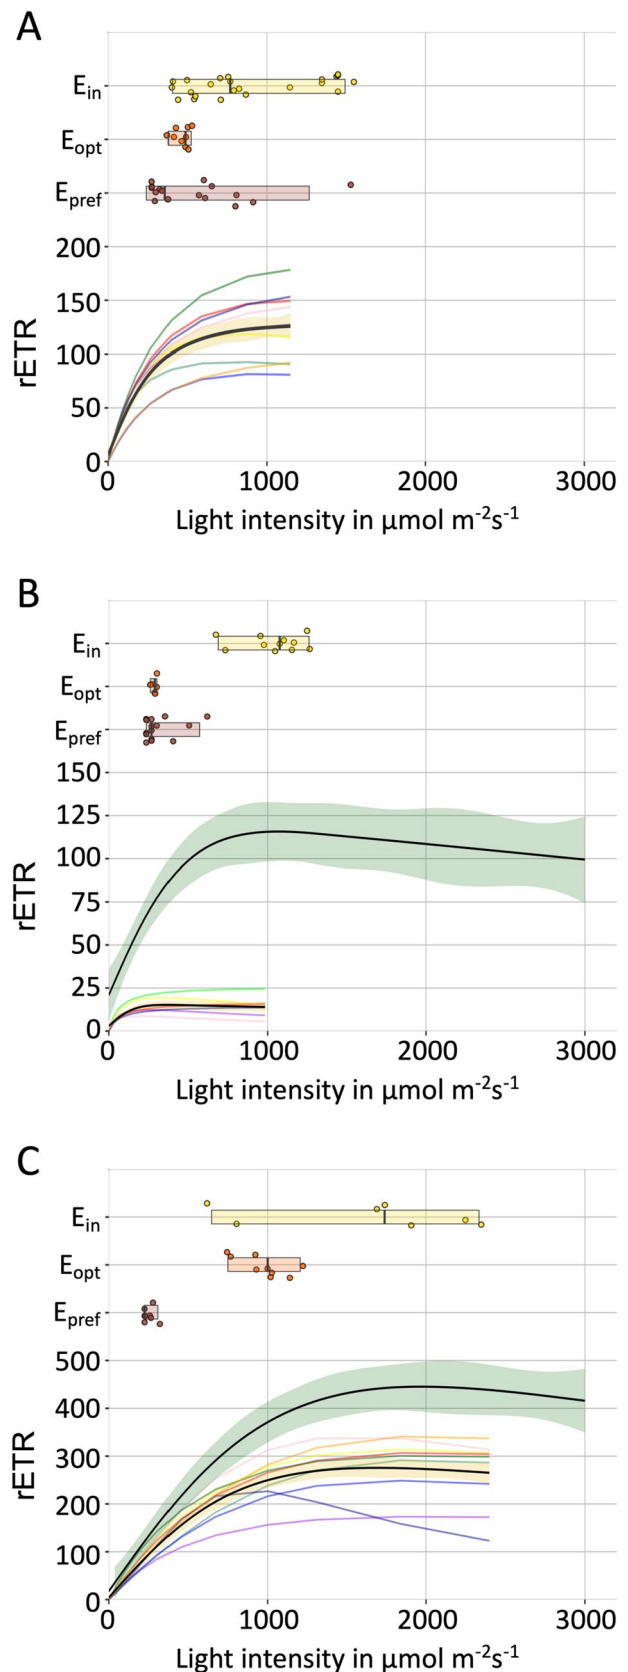 A
E_in
E_opt
E_pref
200
150
100
50
0
rETR
0 1000 2000 3000
Light intensity in µmol m⁻²s⁻¹
B
E_in
E_opt
E_pref
150
125
100
75
50
25
0
rETR
0 1000 2000 3000
Light intensity in µmol m⁻²s⁻¹
C
E_in
E_opt
E_pref
500
400
300
200
100
0
rETR
0 1000 2000 3000
Light intensity in µmol m⁻²s⁻¹